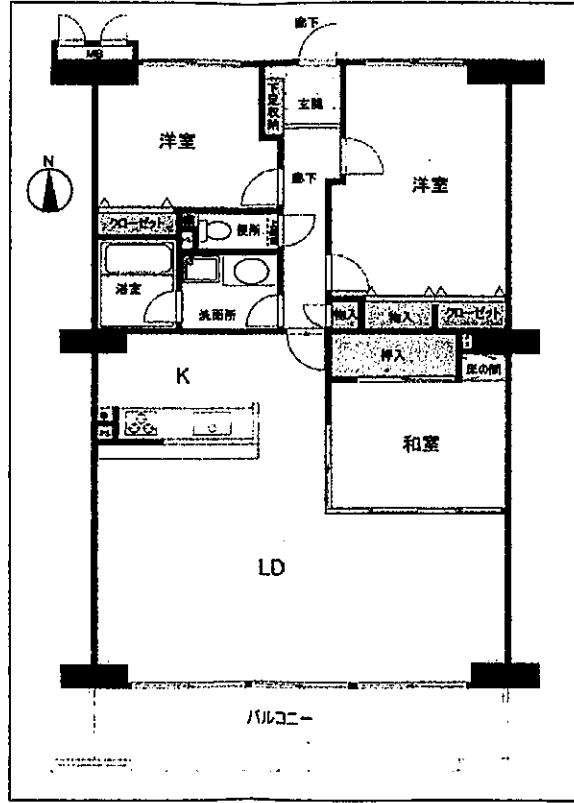 廊下
MB
玄関
下足収納
洋室
廊下
洋室
N
クローゼット
便所
浴室
洗面所
物入
物入
クローゼット
押入
床の間
K
和室
LD
バルコニー